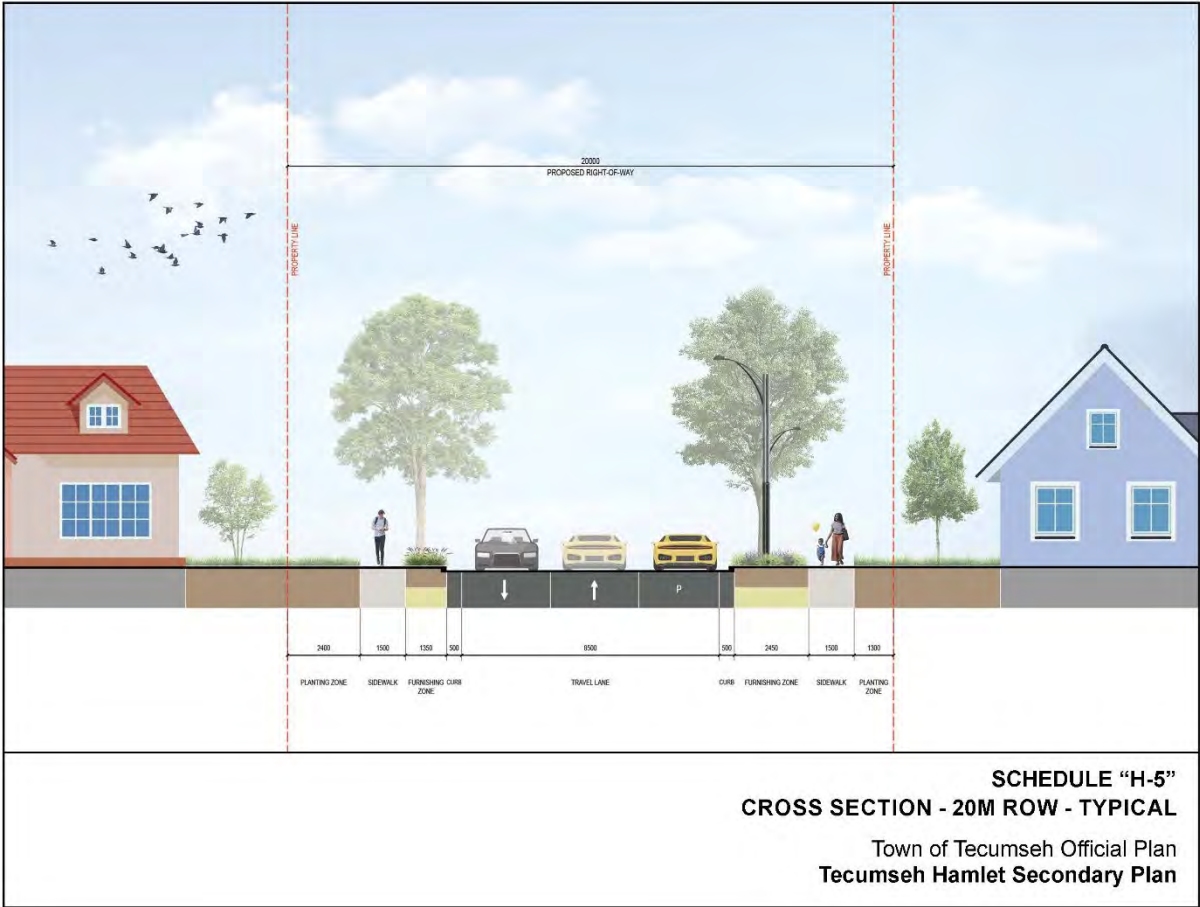 20000
PROPOSED RIGHT-OF-WAY
PROPERTY LINE
PROPERTY LINE
P
2400 1500 1350 500 8500 500 2450 1500 1300
PLANTING ZONE SIDEWALK FURNISHING ZONE CURB TRAVEL LANE CURB FURNISHING ZONE SIDEWALK PLANTING ZONE
SCHEDULE “H-5”
CROSS SECTION - 20M ROW - TYPICAL
Town of Tecumseh Official Plan
Tecumseh Hamlet Secondary Plan